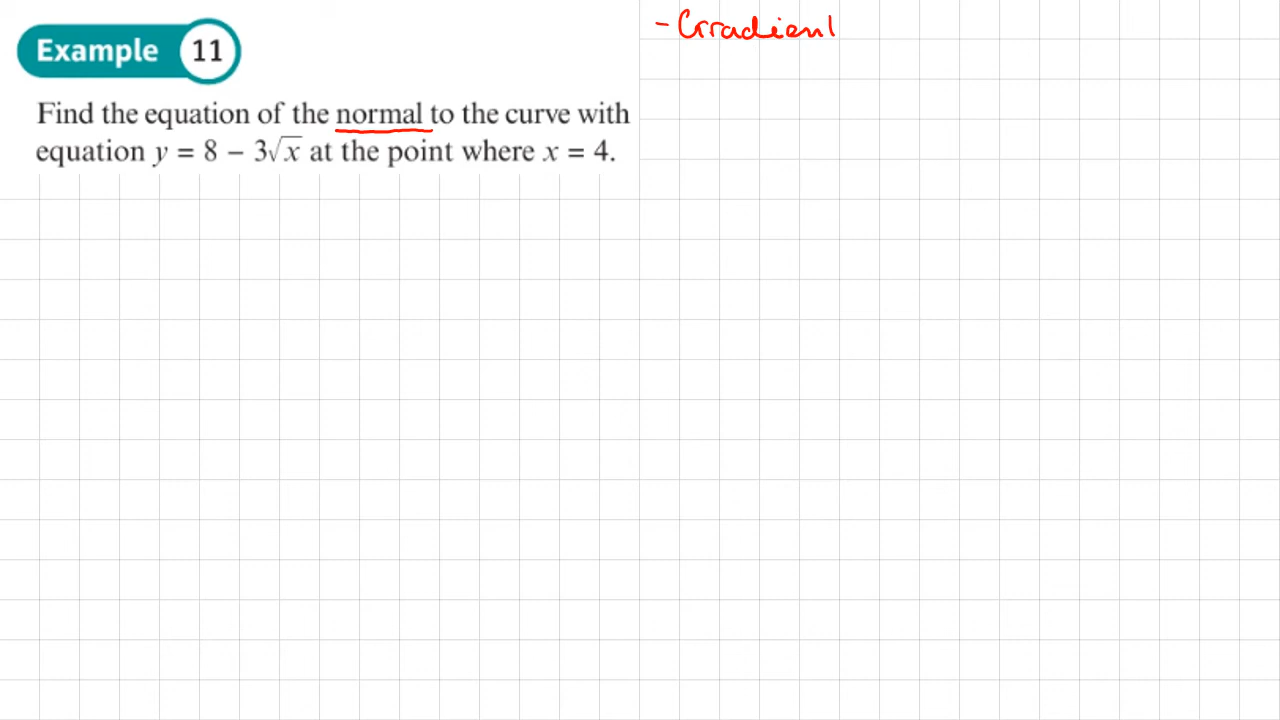 Example 11
Find the equation of the normal to the curve with
equation y = 8 − 3√x at the point where x = 4.
- Gradient